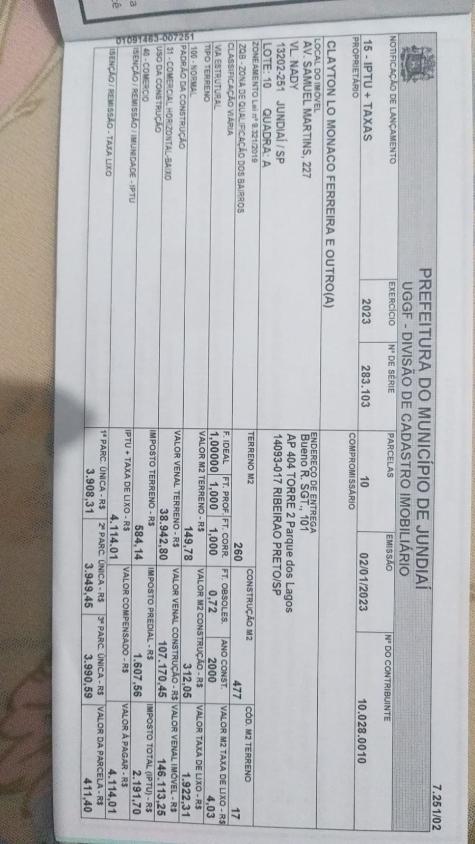 7.251/02
PREFEITURA DO MUNICÍPIO DE JUNDIAÍ
UGGF - DIVISÃO DE CADASTRO IMOBILIÁRIO
NOTIFICAÇÃO DE LANÇAMENTO EXERCÍCIO Nº DE SÉRIE PARCELAS EMISSÃO Nº DO CONTRIBUINTE
15 - IPTU + TAXAS 2023 283.103 10 02/01/2023 10.028.0010
PROPRIETÁRIO COMPROMISSÁRIO
CLAYTON LO MONACO FERREIRA E OUTRO(A)
LOCAL DO IMÓVEL ENDEREÇO DE ENTREGA
AV SAMUEL MARTINS, 227 Bueno R. SGT., 101
VL. NADY AP 404 TORRE 2 Parque dos Lagos
13202-251 JUNDIAÍ / SP 14093-017 RIBEIRAO PRETO/SP
LOTE: 10 QUADRA: A
ZONEAMENTO Lei nº 9.321/2019 TERRENO M2 CONSTRUÇÃO M2 CÓD. M2 TERRENO
ZQB - ZONA DE QUALIFICAÇÃO DOS BAIRROS 260 477 17
CLASSIFICAÇÃO VIÁRIA F. IDEAL FT. PROF FT. CORR. FT. OBSOLES. ANO CONST. VALOR M2 TAXA DE LIXO - R$
VIA ESTRUTURAL 1,00000 1,000 1,000 0,72 2000 4,03
TIPO TERRENO VALOR M2 TERRENO - R$ VALOR M2 CONSTRUÇÃO - R$ VALOR TAXA DE LIXO - R$
100 - NORMAL 149,78 312,05 1.922,31
PADRÃO DA CONSTRUÇÃO VALOR VENAL TERRENO - R$ VALOR VENAL CONSTRUÇÃO - R$ VALOR VENAL IMÓVEL - R$
31 - COMERCIAL HORIZONTAL-BAIXO 38.942,80 107.170,45 146.113,25
USO DA CONSTRUÇÃO IMPOSTO TERRENO - R$ IMPOSTO PREDIAL - R$ IMPOSTO TOTAL (IPTU) - R$
40 - COMERCIO 584,14 1.607,56 2.191,70
ISENÇÃO / REMISSÃO / IMUNIDADE - IPTU IPTU + TAXA DE LIXO - R$ VALOR COMPENSADO - R$ VALOR À PAGAR - R$
4.114,01 4.114,01
ISENÇÃO / REMISSÃO - TAXA LIXO 1ª PARC. ÚNICA - R$ 2ª PARC. ÚNICA - R$ 3ª PARC. ÚNICA - R$ VALOR DA PARCELA - R$
3.908,31 3.949,45 3.990,59 411,40
01091463-007251